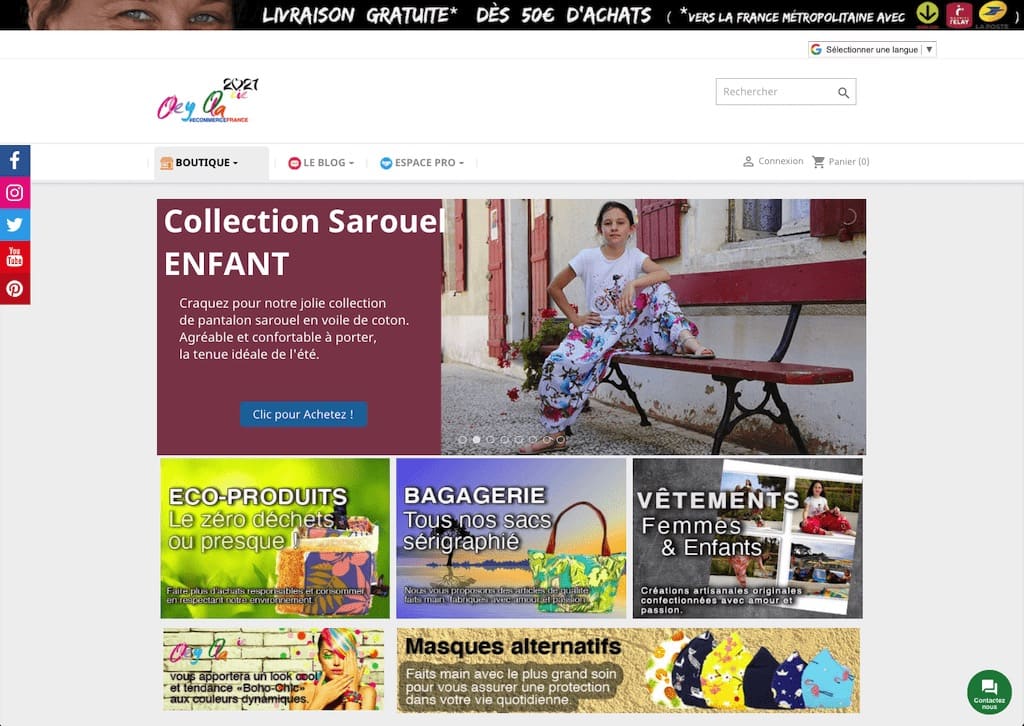 LIVRAISON GRATUITE* DÈS 50€ D'ACHATS ( *VERS LA FRANCE MÉTROPOLITAINE AVEC )
RELAY
LA POSTE
Sélectionner une langue ▼
Rechercher
2021
Oey Ola
#ECOMMERCEFRANCE
BOUTIQUE
LE BLOG
ESPACE PRO
Connexion
Panier (0)
You
Tube
Collection Sarouel
ENFANT
Craquez pour notre jolie collection
de pantalon sarouel en voile de coton.
Agréable et confortable à porter,
la tenue idéale de l'été.
Clic pour Achetez !
ECO-PRODUITS
Le zéro déchets
ou presque !
Faire plus d'achats responsables et consommer
en respectant notre environnement.
BAGAGERIE
Tous nos sacs
sérigraphié
Nous vous proposons des articles de qualité
faits main, fabriqués avec amour et passion.
VÊTEMENTS
Femmes
& Enfants
Créations artisanales originales
confectionnées avec amour et
passion.
Oey Ola
vous apportera un look cool
et tendance «Boho-Chic»
aux couleurs dynamiques.
Masques alternatifs
Faits main avec le plus grand soin
pour vous assurer une protection
dans votre vie quotidienne.
Contactez
nous